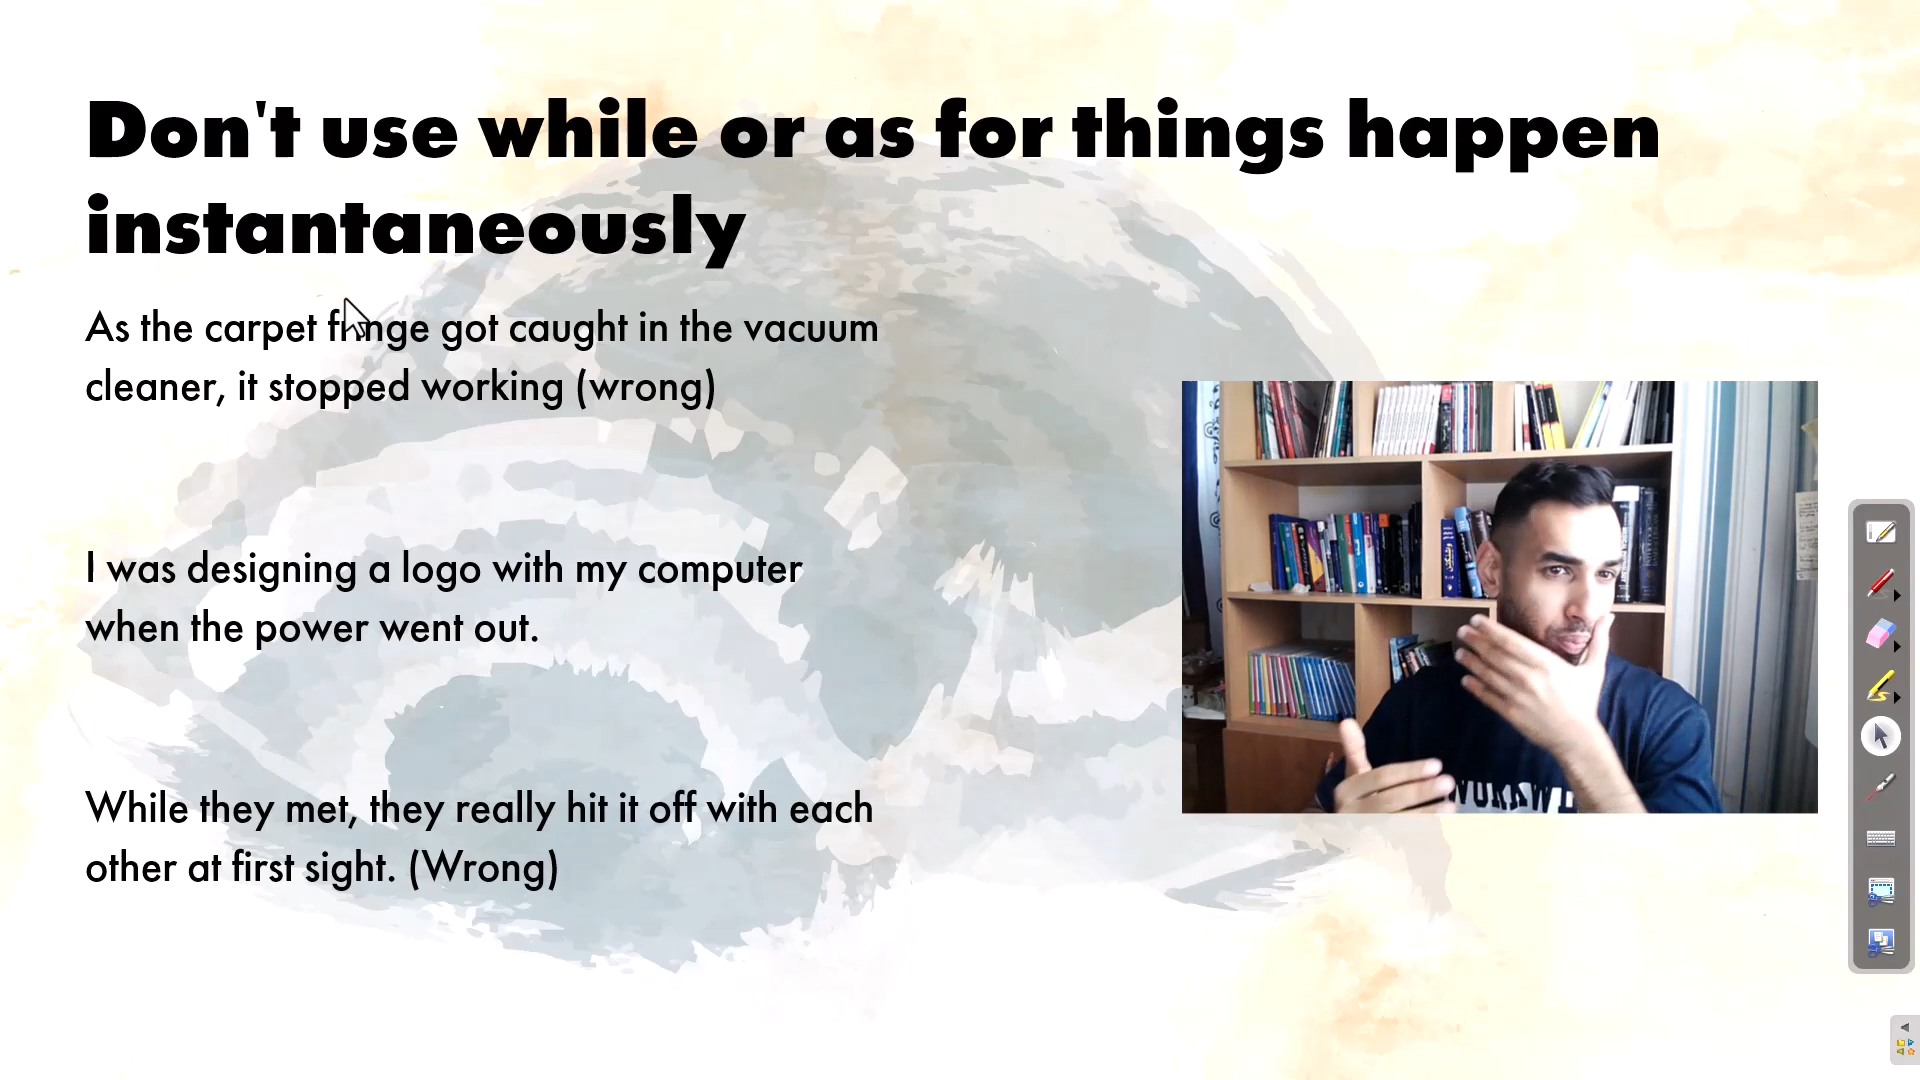 Don't use while or as for things happen
instantaneously
As the carpet fringe got caught in the vacuum
cleaner, it stopped working (wrong)
I was designing a logo with my computer
when the power went out.
While they met, they really hit it off with each
other at first sight. (Wrong)